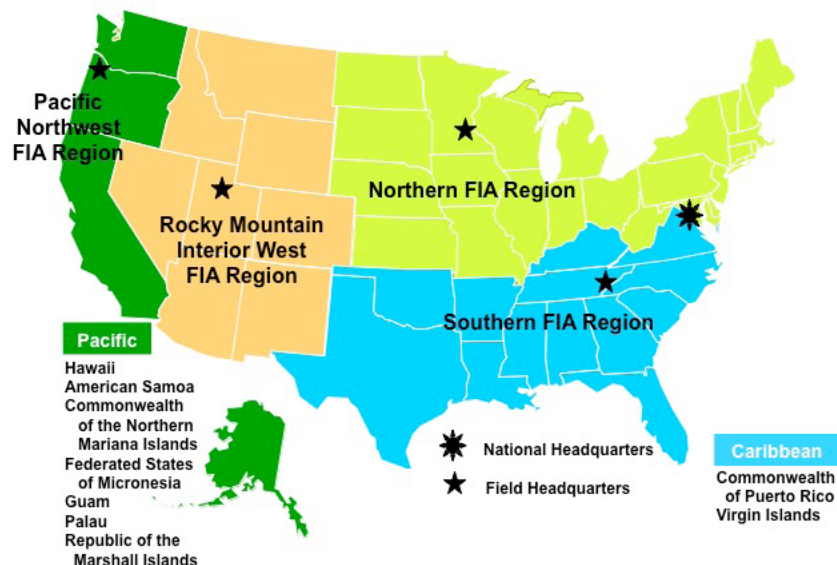 Pacific
Northwest
FIA Region
Northern FIA Region
Rocky Mountain
Interior West
FIA Region
Southern FIA Region
Pacific
Hawaii
American Samoa
Commonwealth
of the Northern
Mariana Islands
Federated States
of Micronesia
Guam
Palau
Republic of the
Marshall Islands
National Headquarters
Field Headquarters
Caribbean
Commonwealth
of Puerto Rico
Virgin Islands